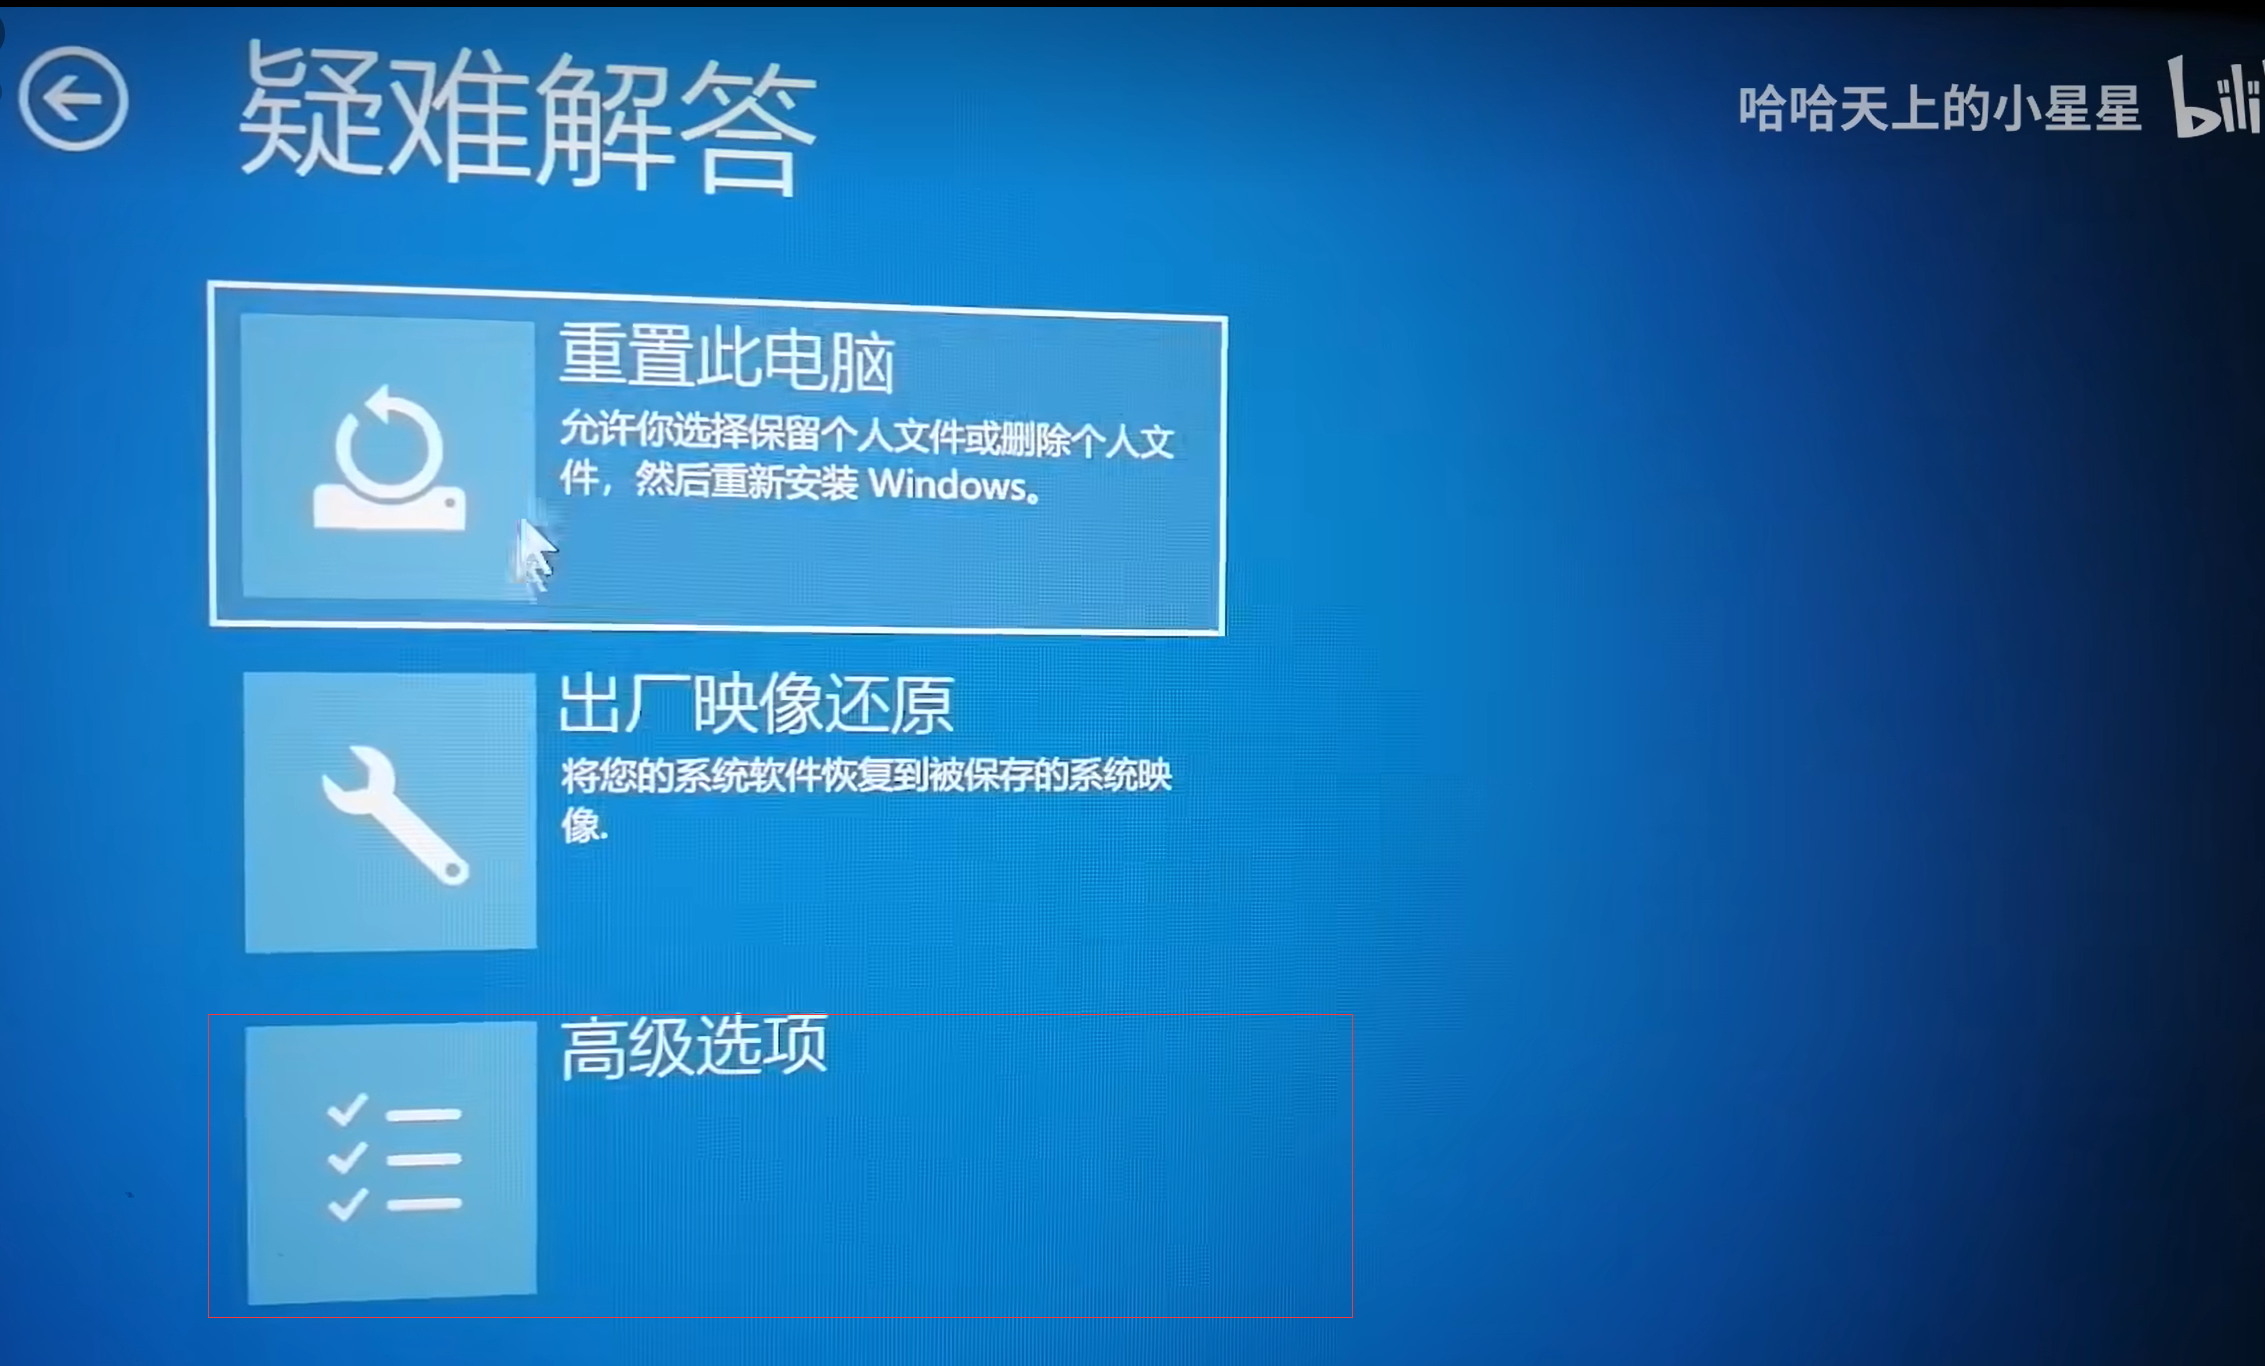 疑难解答
哈哈天上的小星星 bili
重置此电脑
允许你选择保留个人文件或删除个人文
件，然后重新安装 Windows。
出厂映像还原
将您的系统软件恢复到被保存的系统映
像.
高级选项